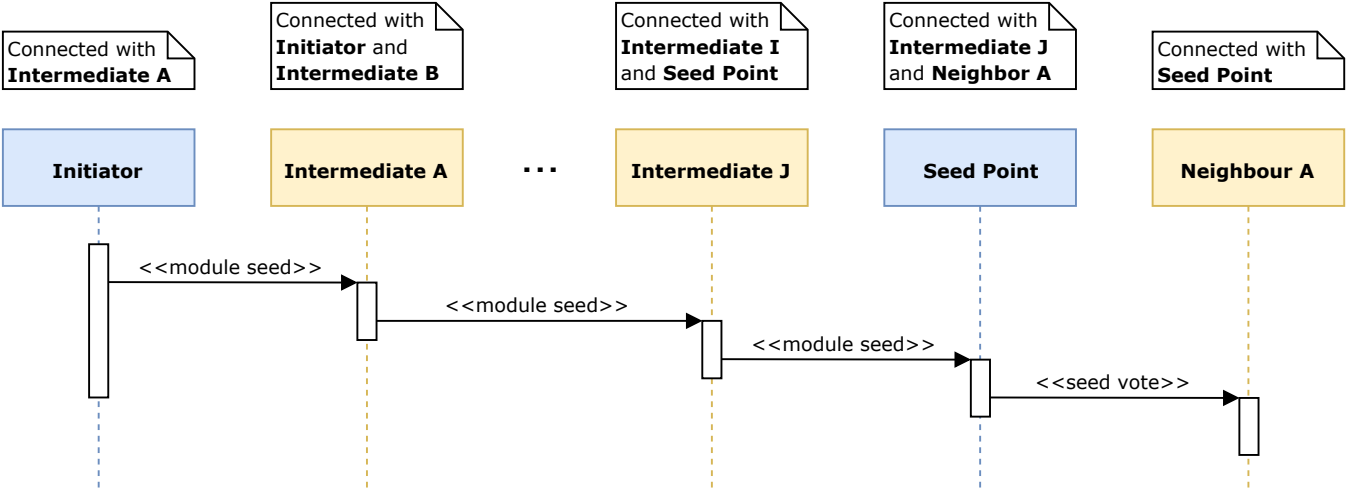 Connected with
Intermediate A
Connected with
Initiator and
Intermediate B
Connected with
Intermediate I
and Seed Point
Connected with
Intermediate J
and Neighbor A
Connected with
Seed Point
Initiator
Intermediate A
...
Intermediate J
Seed Point
Neighbour A
<<module seed>>
<<module seed>>
<<module seed>>
<<seed vote>>